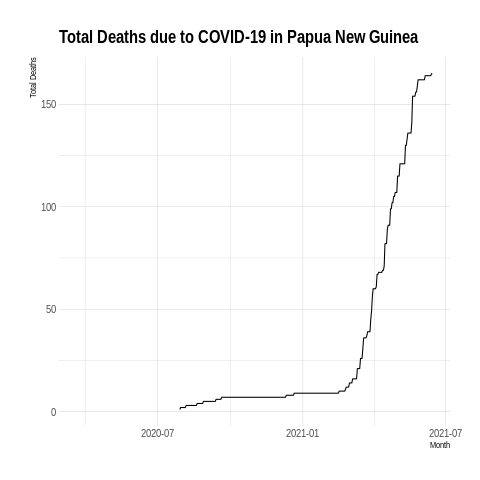 Total Deaths due to COVID-19 in Papua New Guinea
Total Deaths
150
100
50
0
2020-07
2021-01
2021-07
Month